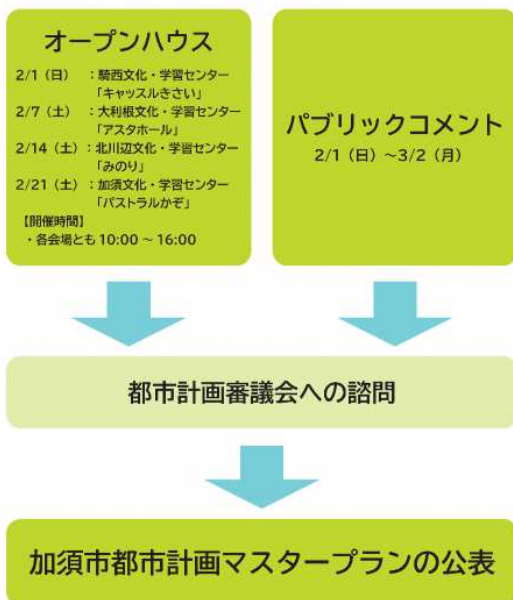 オープンハウス
2/1（日） ：騎西文化・学習センター
「キャッスルきさい」
2/7（土） ：大利根文化・学習センター
「アスタホール」
2/14（土）：北川辺文化・学習センター
「みのり」
2/21（土）：加須文化・学習センター
「パストラルかぞ」
【開催時間】
・各会場とも 10:00 ～ 16:00
パブリックコメント
2/1（日）～3/2（月）
都市計画審議会への諮問
加須市都市計画マスタープランの公表